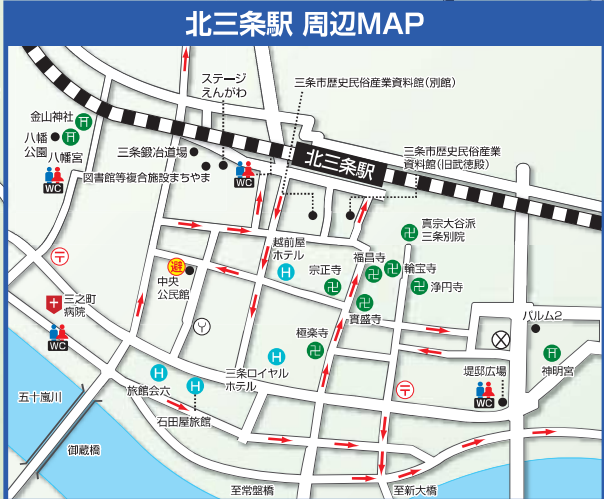 北三条駅 周辺MAP
ステージ
えんがわ
三条市歴史民俗産業資料館(別館)
金山神社
八幡
公園
八幡宮
三条鍛冶道場
北三条駅
三条市歴史民俗産業
資料館(旧武徳殿)
WC
WC
図書館等複合施設まちやま
真宗大谷派
三条別院
越前屋
ホテル
H
福昌寺
輪宝寺
宗正寺
浄円寺
避
中央
公民館
實盛寺
三之町
病院
WC
パルム2
極楽寺
神明宮
三条ロイヤル
ホテル
H
堤邸広場
WC
H
H
旅館会六
石田屋旅館
五十嵐川
御蔵橋
至常盤橋
至新大橋